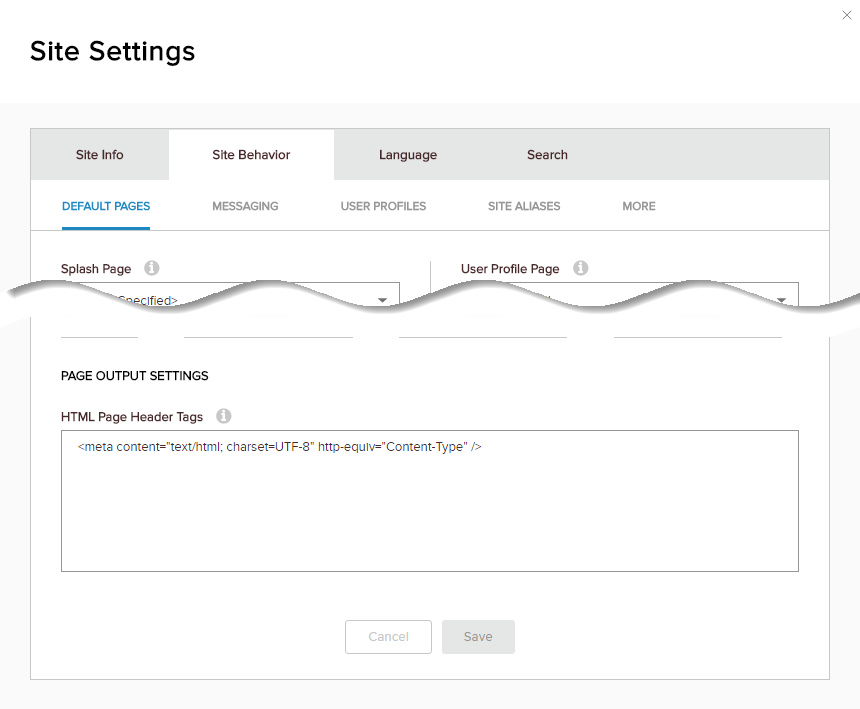 Site Settings
Site Info Site Behavior Language Search
DEFAULT PAGES MESSAGING USER PROFILES SITE ALIASES MORE
Splash Page User Profile Page
Specified>
PAGE OUTPUT SETTINGS
HTML Page Header Tags
<meta content="text/html; charset=UTF-8" http-equiv="Content-Type" />
Cancel Save